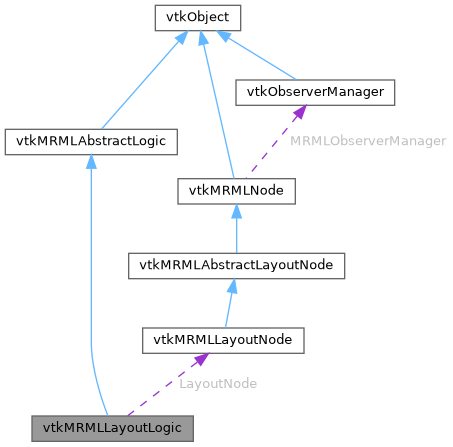 vtkObject
vtkObserverManager
vtkMRMLAbstractLogic
MRMLObserverManager
vtkMRMLNode
vtkMRMLAbstractLayoutNode
vtkMRMLLayoutNode
LayoutNode
vtkMRMLLayoutLogic